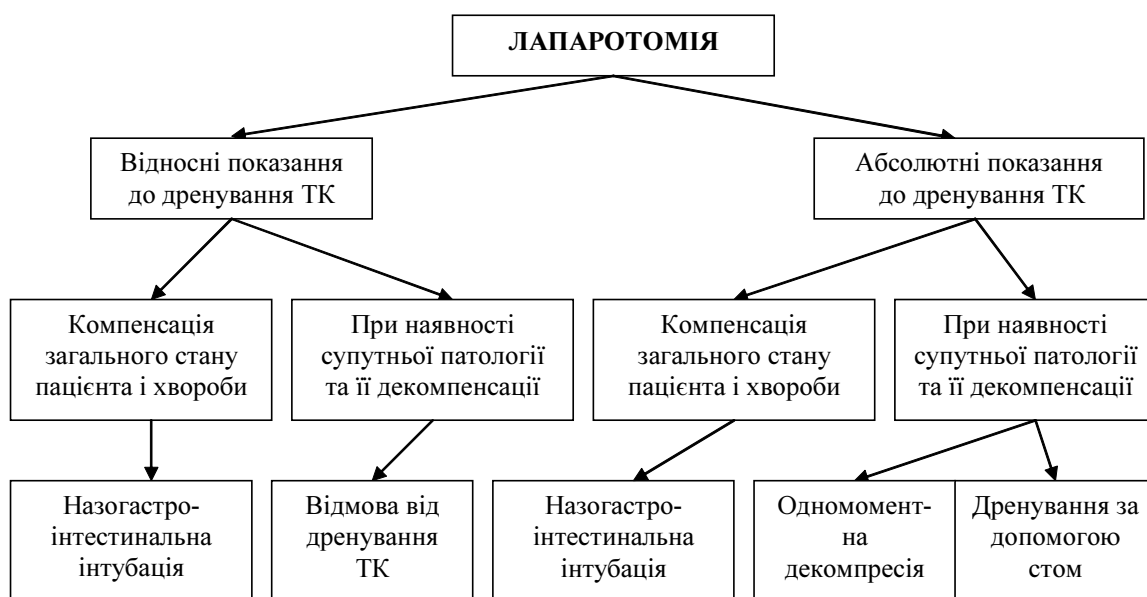 ЛАПАРОТОМІЯ
Відносні показання
до дренування ТК
Абсолютні показання
до дренування ТК
Компенсація
загального стану
пацієнта і хвороби
При наявності
супутньої патології
та її декомпенсації
Компенсація
загального стану
пацієнта і хвороби
При наявності
супутньої патології
та її декомпенсації
Назогастро-
інтестинальна
інтубація
Відмова від
дренування
ТК
Назогастро-
інтестинальна
інтубація
Одномомент-
на
декомпресія
Дренування за
допомогою
стом